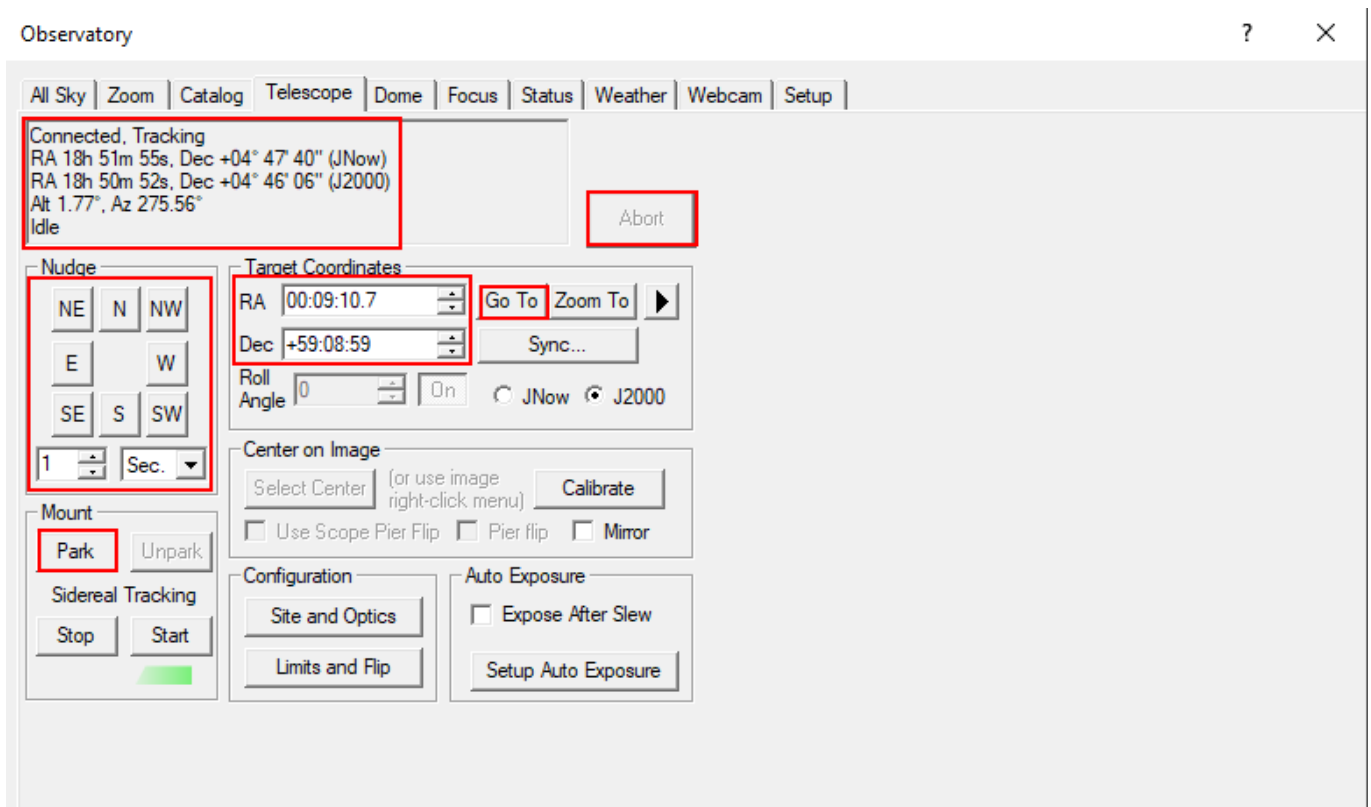 Observatory
?
All Sky Zoom Catalog Telescope Dome Focus Status Weather Webcam Setup
Connected, Tracking
RA 18h 51m 55s, Dec +04° 47' 40" (JNow)
RA 18h 50m 52s, Dec +04° 46' 06" (J2000)
Alt 1.77°, Az 275.56°
Idle
Abort
Nudge
NE N NW
E W
SE S SW
1 Sec.
Target Coordinates
RA 00:09:10.7 Go To Zoom To
Dec +59:08:59 Sync...
Roll
Angle 0 On JNow J2000
Center on Image
Select Center (or use image
right-click menu) Calibrate
Use Scope Pier Flip Pier flip Mirror
Mount
Park Unpark
Sidereal Tracking
Stop Start
Configuration
Site and Optics
Limits and Flip
Auto Exposure
Expose After Slew
Setup Auto Exposure